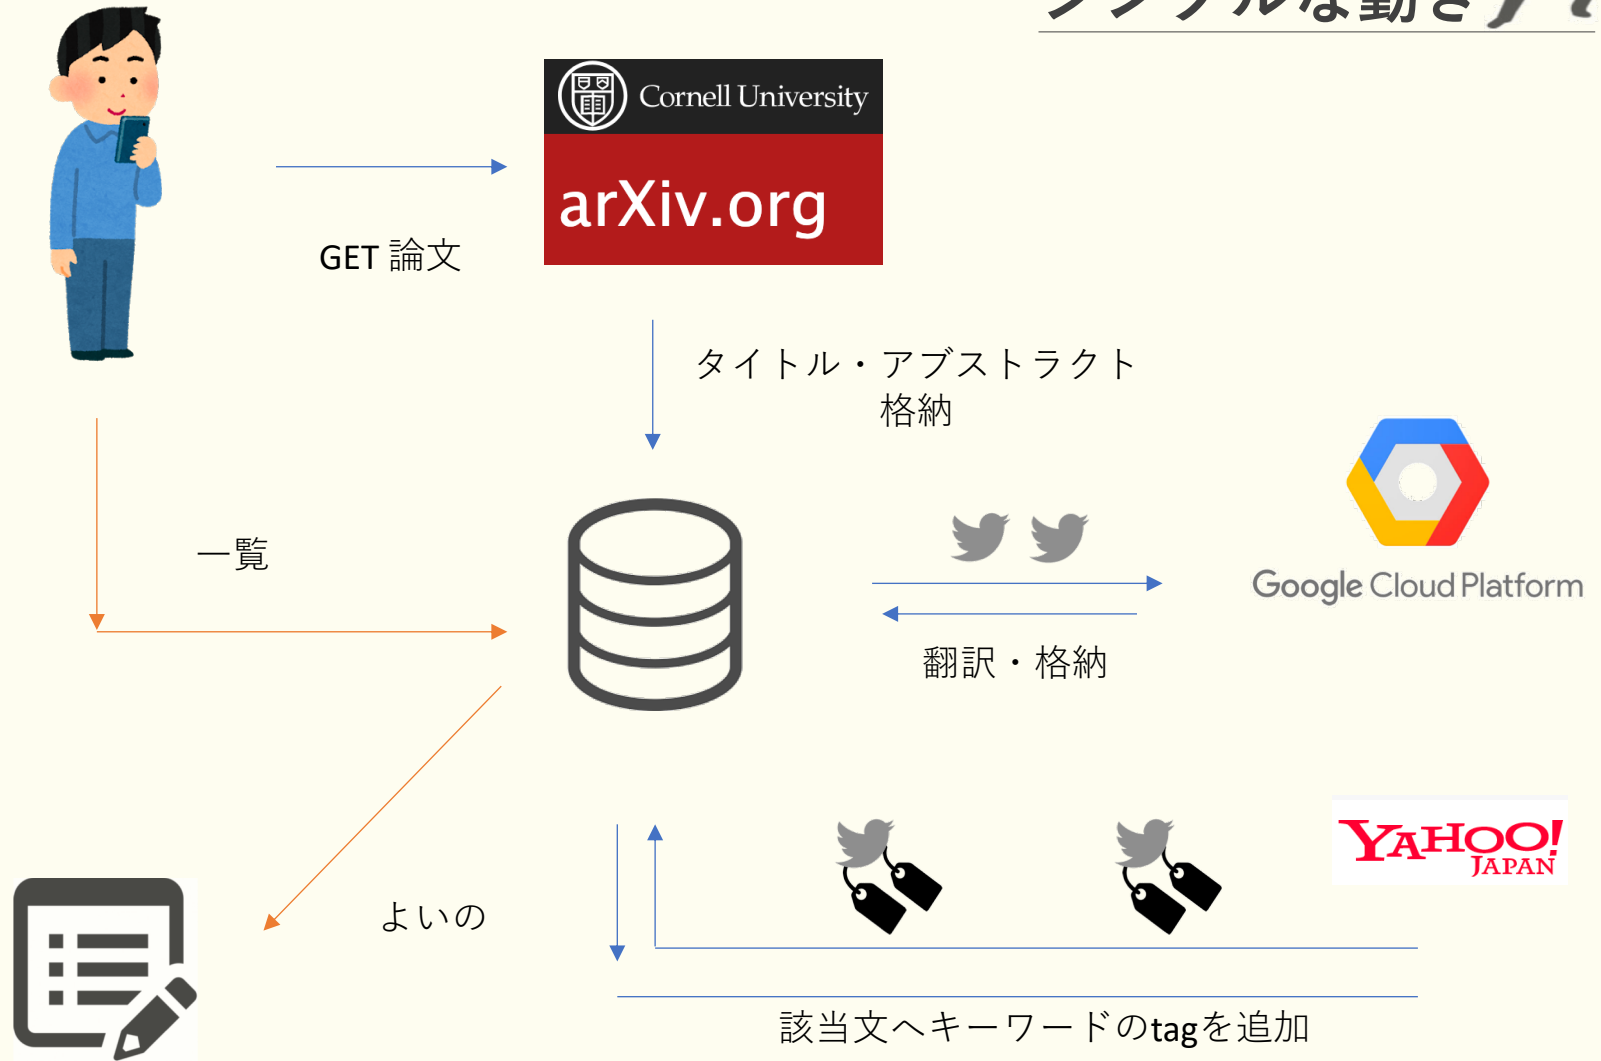 Cornell University
arXiv.org
GET 論文
タイトル・アブストラクト
格納
一覧
Google Cloud Platform
翻訳・格納
YAHOO!
JAPAN
よいの
該当文へキーワードのtagを追加